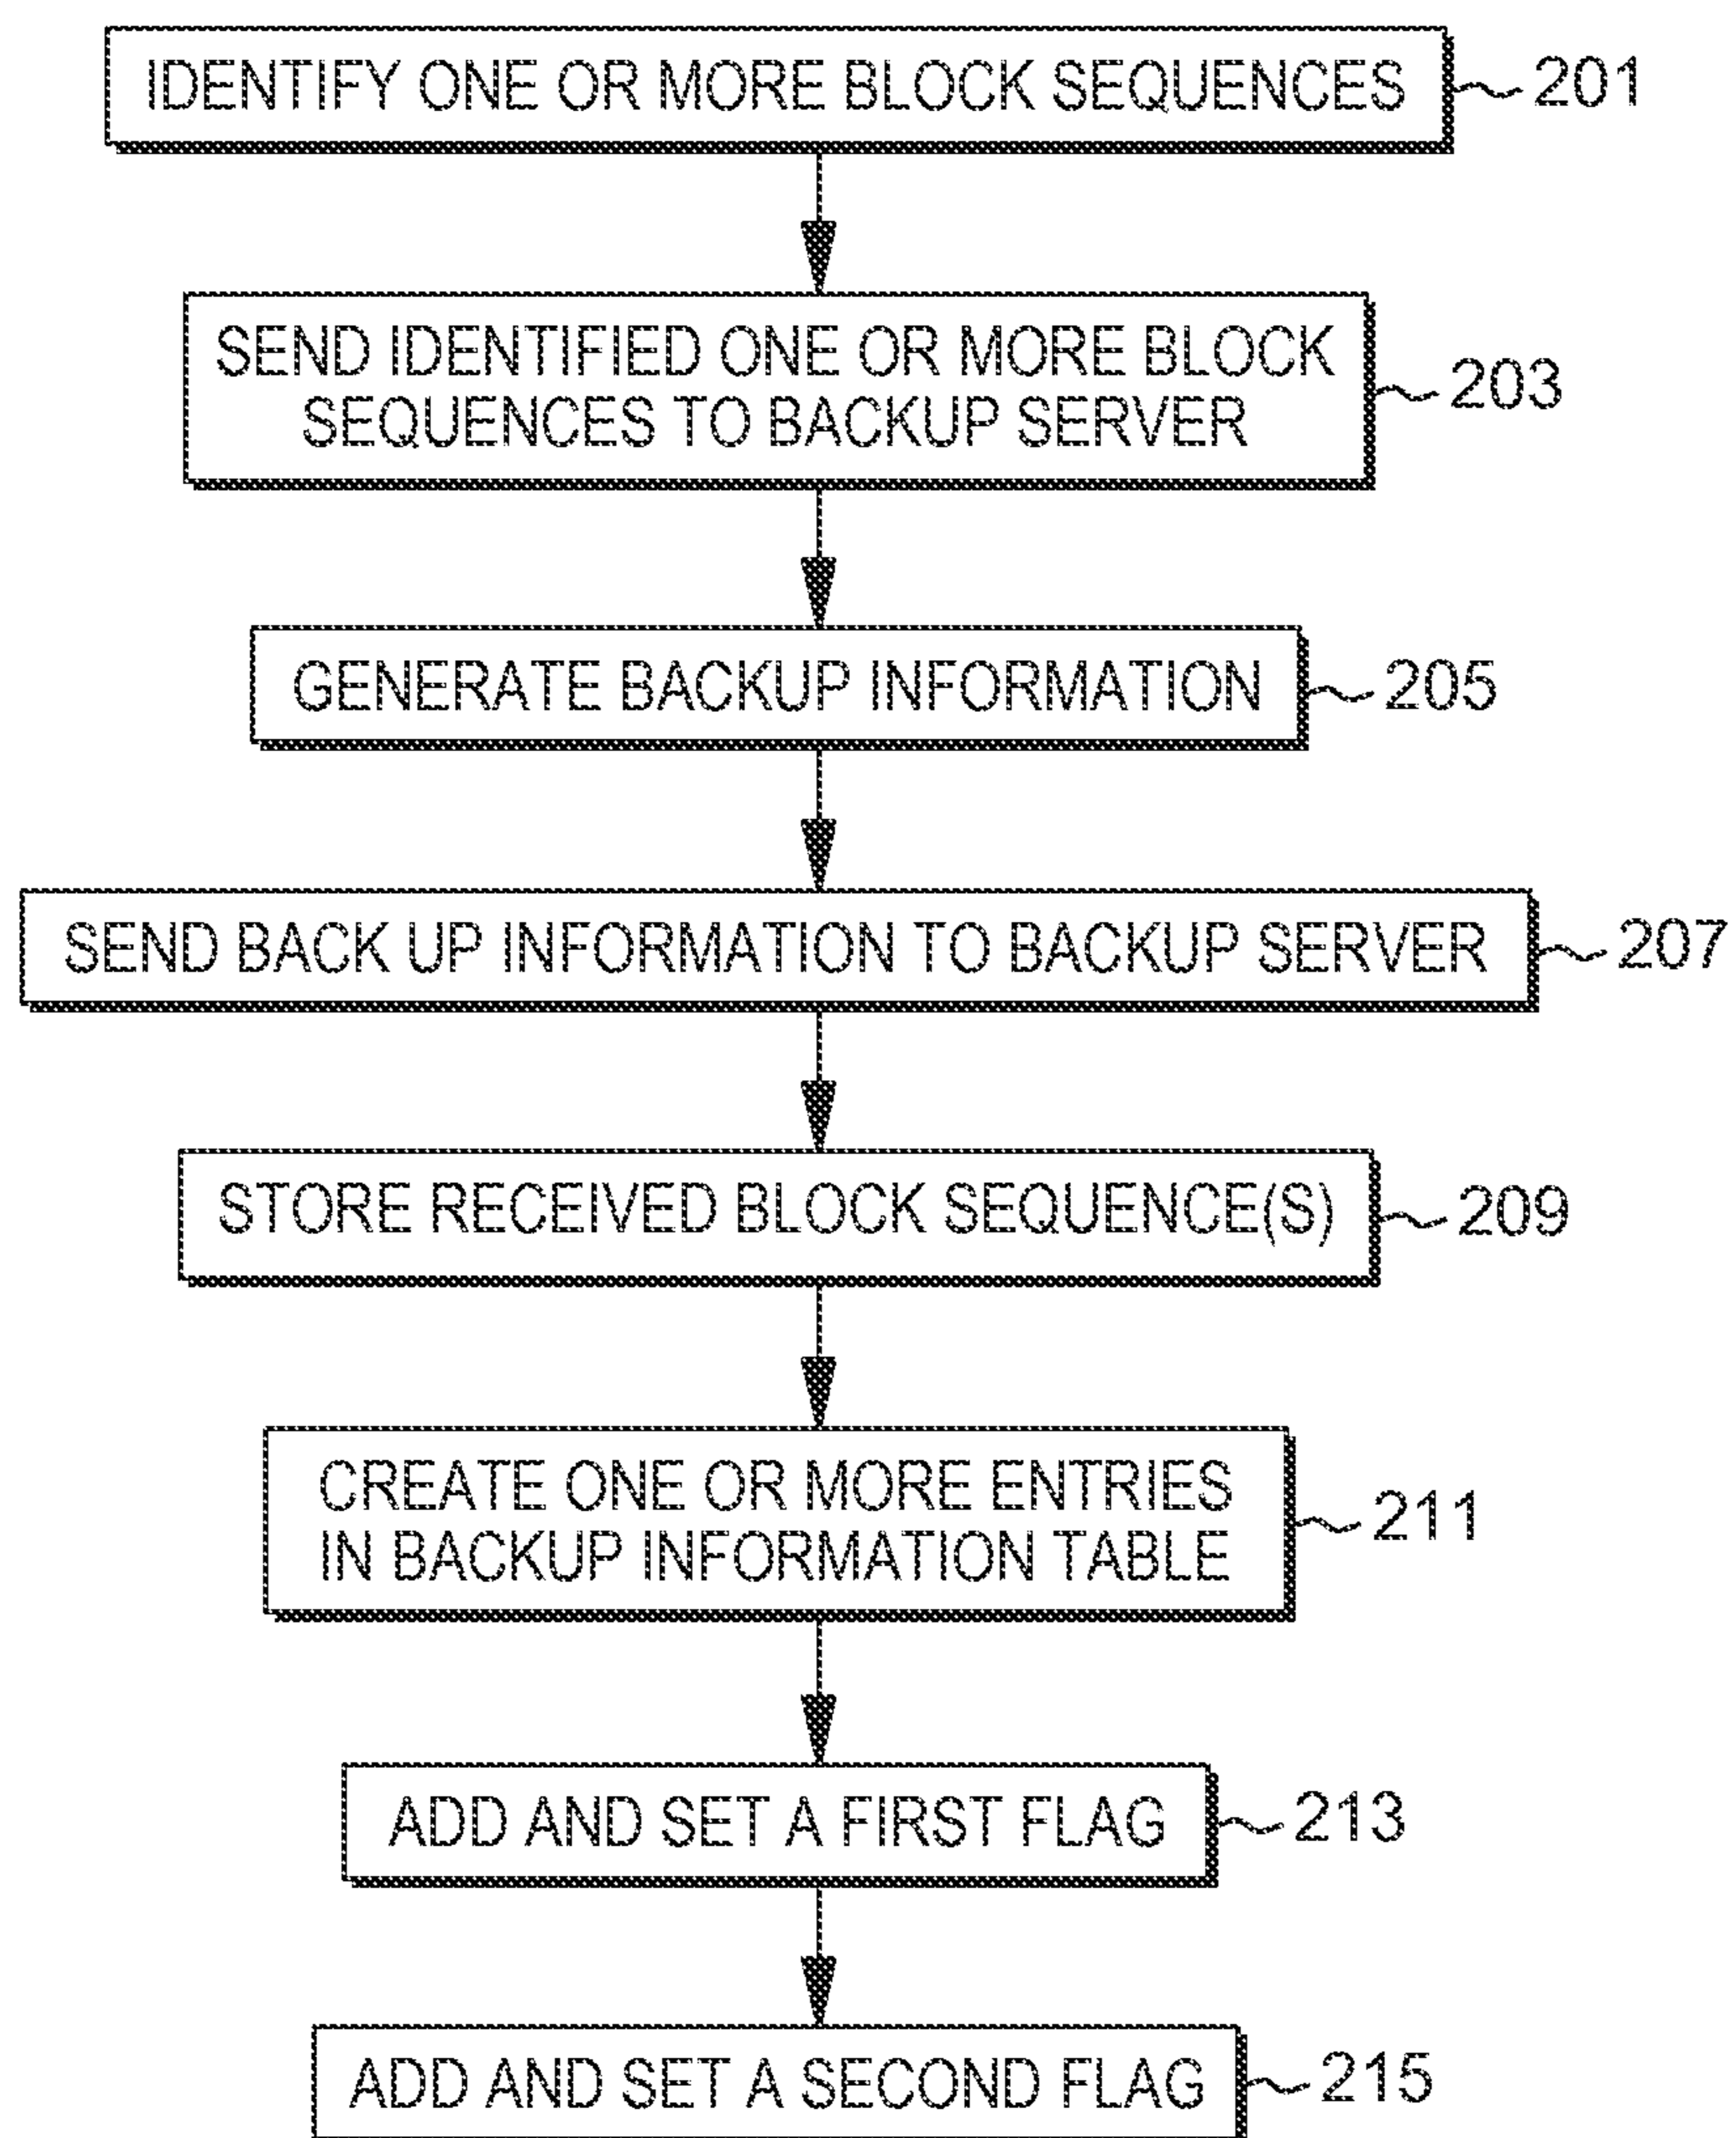 IDENTIFY ONE OR MORE BLOCK SEQUENCES 201
SEND IDENTIFIED ONE OR MORE BLOCK
SEQUENCES TO BACKUP SERVER 203
GENERATE BACKUP INFORMATION 205
SEND BACK UP INFORMATION TO BACKUP SERVER 207
STORE RECEIVED BLOCK SEQUENCE(S) 209
CREATE ONE OR MORE ENTRIES
IN BACKUP INFORMATION TABLE 211
ADD AND SET A FIRST FLAG 213
ADD AND SET A SECOND FLAG 215